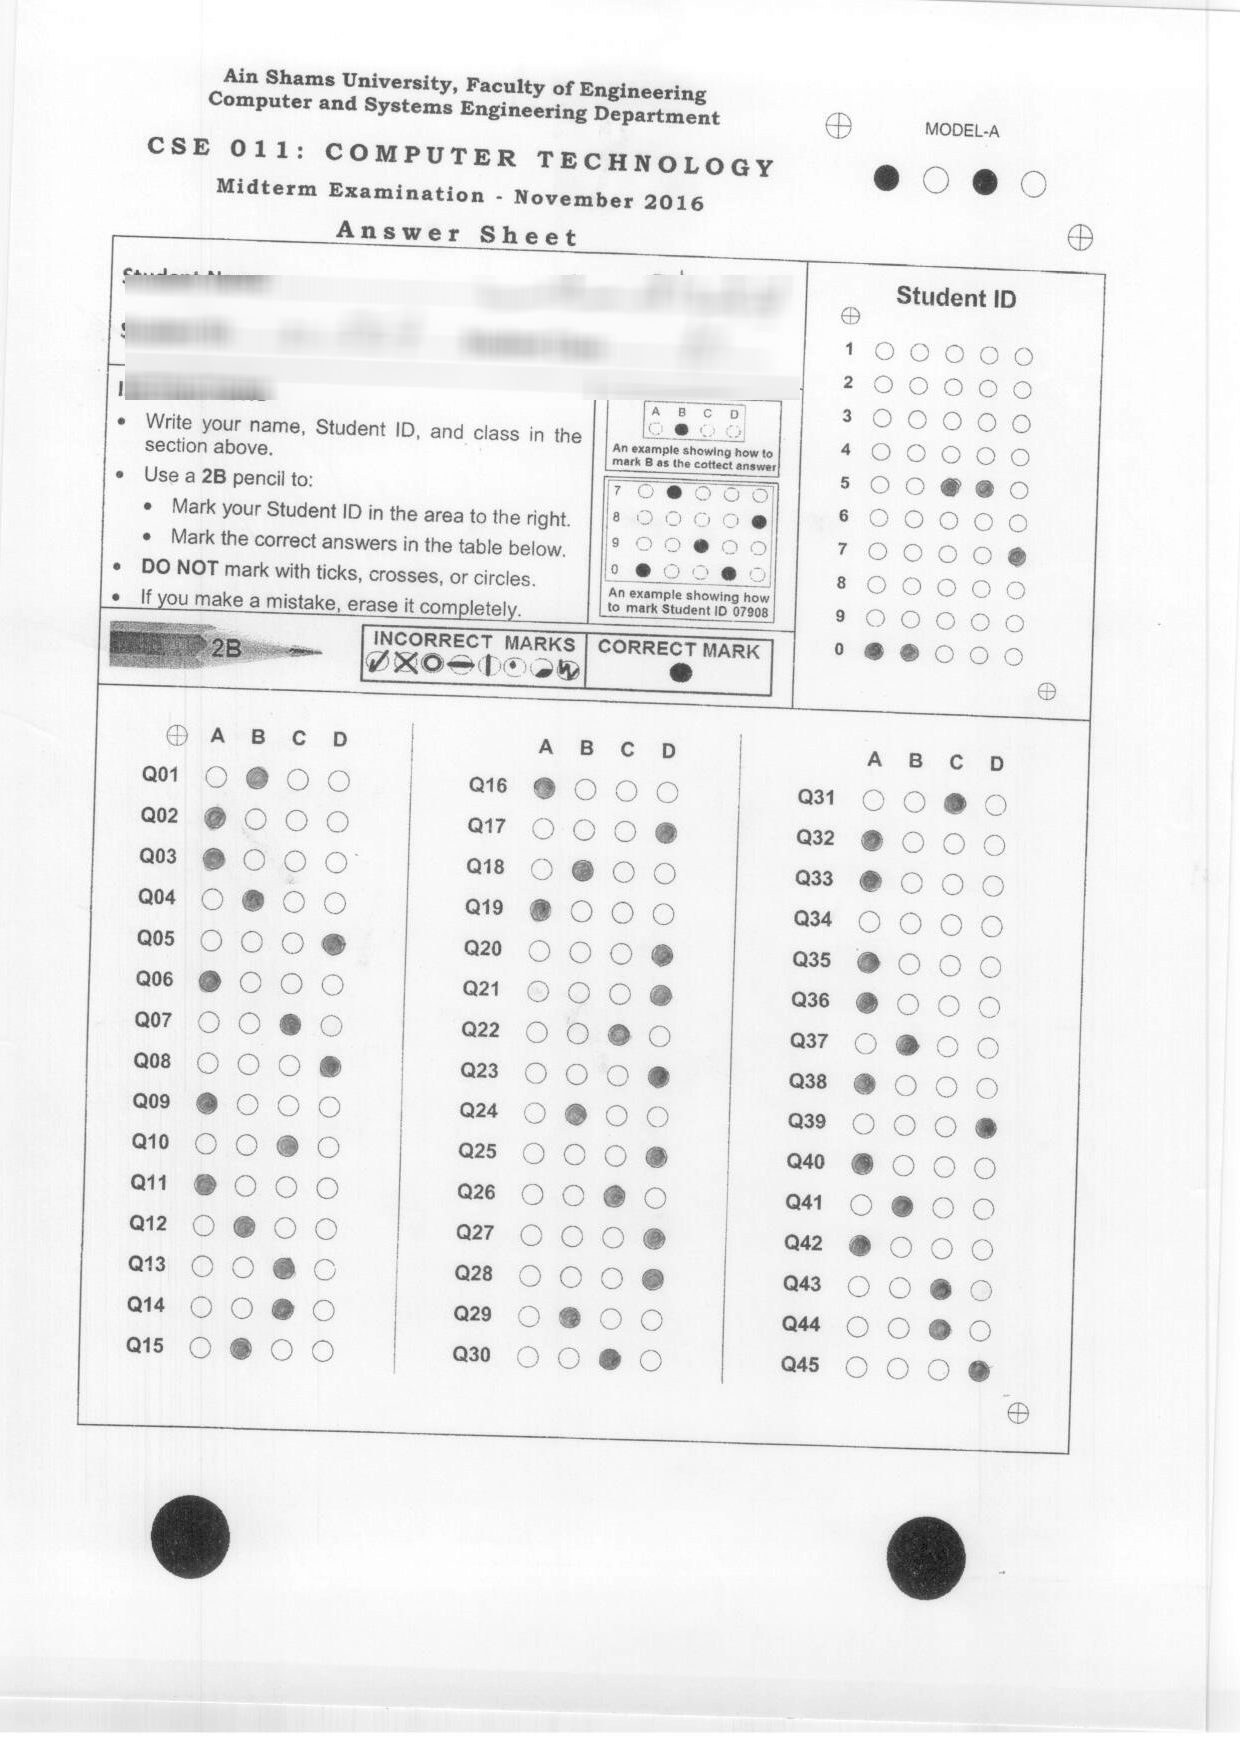 Ain Shams University, Faculty of Engineering
Computer and Systems Engineering Department
CSE 011: COMPUTER TECHNOLOGY
Midterm Examination - November 2016
Answer Sheet
MODEL-A
Write your name, Student ID, and class in the
section above.
Use a 2B pencil to:
Mark your Student ID in the area to the right.
Mark the correct answers in the table below.
DO NOT mark with ticks, crosses, or circles.
If you make a mistake, erase it completely.
A B C D
An example showing how to
mark B as the cottect answer
7
8
9
0
An example showing how
to mark Student ID 07908
Student ID
1
2
3
4
5
6
7
8
9
0
2B
INCORRECT MARKS
CORRECT MARK
A B C D
Q01
Q02
Q03
Q04
Q05
Q06
Q07
Q08
Q09
Q10
Q11
Q12
Q13
Q14
Q15
A B C D
Q16
Q17
Q18
Q19
Q20
Q21
Q22
Q23
Q24
Q25
Q26
Q27
Q28
Q29
Q30
A B C D
Q31
Q32
Q33
Q34
Q35
Q36
Q37
Q38
Q39
Q40
Q41
Q42
Q43
Q44
Q45